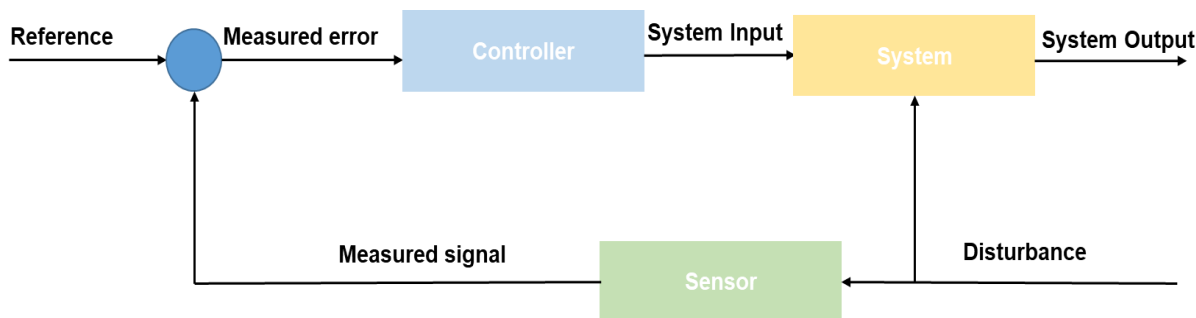 Reference
Measured error
Controller
System Input
System
System Output
Measured signal
Sensor
Disturbance